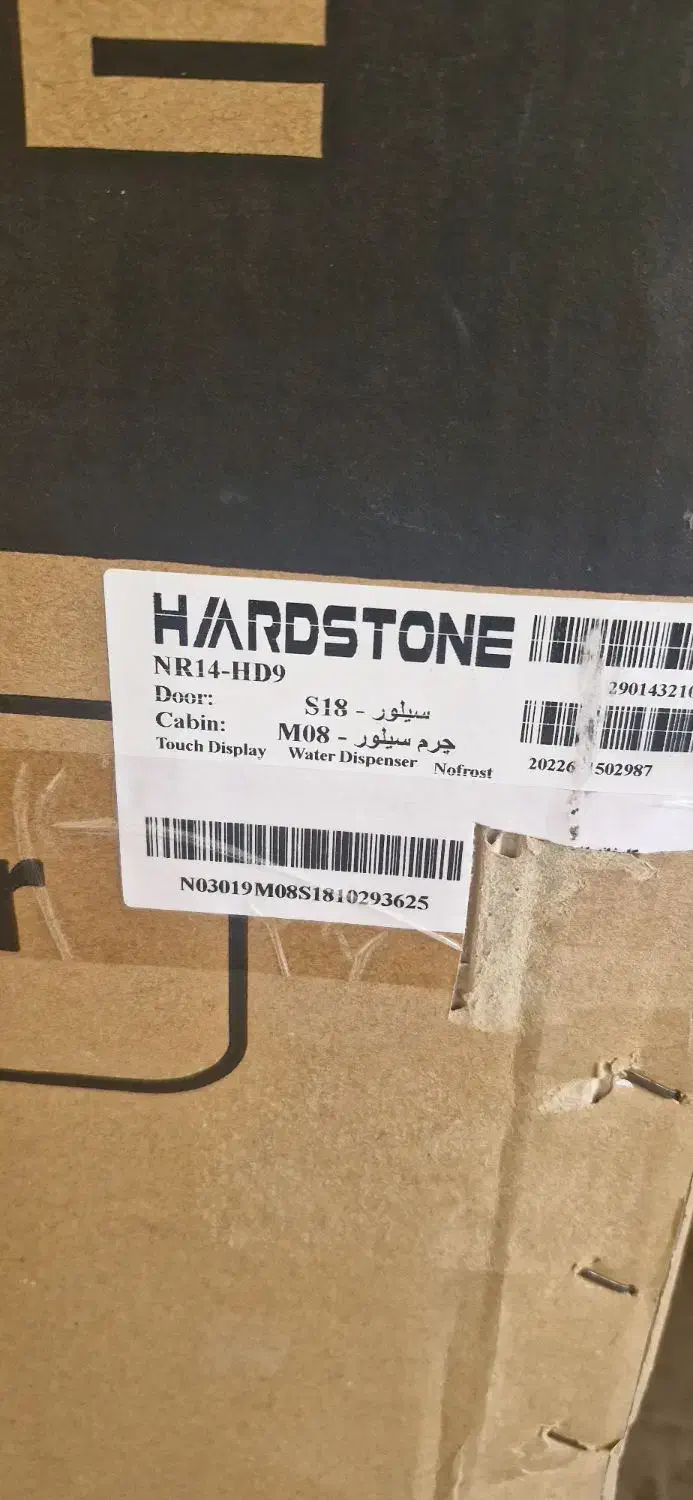 E
HARDSTONE
NR14-HD9
Door: S18 - سیلور
Cabin: M08 - چرم سیلور
Touch Display Water Dispenser Nofrost
N03019M08S1810293625
r